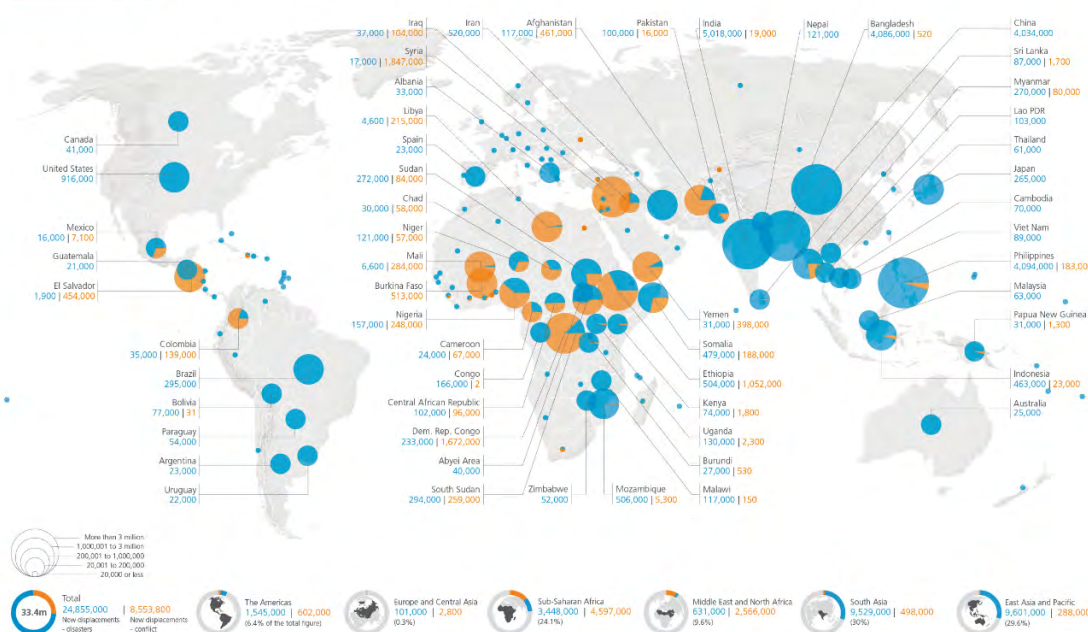 Iraq
37,000 | 104,000
Iran
520,000
Afghanistan
117,000 | 461,000
Pakistan
100,000 | 16,000
India
5,018,000 | 19,000
Nepal
121,000
Bangladesh
4,086,000 | 520
China
4,034,000
Syria
17,000 | 1,847,000
Sri Lanka
87,000 | 1,700
Albania
33,000
Myanmar
270,000 | 80,000
Libya
4,600 | 215,000
Lao PDR
103,000
Canada
41,000
Spain
23,000
Thailand
61,000
United States
916,000
Sudan
272,000 | 84,000
Japan
265,000
Chad
30,000 | 58,000
Cambodia
70,000
Mexico
16,000 | 7,100
Niger
121,000 | 57,000
Viet Nam
89,000
Guatemala
21,000
Mali
6,600 | 284,000
Philippines
4,094,000 | 183,000
El Salvador
1,900 | 454,000
Burkina Faso
513,000
Malaysia
63,000
Nigeria
157,000 | 248,000
Yemen
31,000 | 398,000
Papua New Guinea
31,000 | 1,300
Colombia
35,000 | 139,000
Cameroon
24,000 | 67,000
Somalia
479,000 | 188,000
Brazil
295,000
Congo
166,000 | 2
Ethiopia
504,000 | 1,052,000
Indonesia
463,000 | 23,000
Bolivia
77,000 | 31
Central African Republic
102,000 | 96,000
Kenya
74,000 | 1,800
Australia
25,000
Paraguay
54,000
Dem. Rep. Congo
233,000 | 1,672,000
Uganda
130,000 | 2,300
Argentina
23,000
Abyei Area
40,000
Burundi
27,000 | 530
Uruguay
22,000
South Sudan
294,000 | 259,000
Zimbabwe
52,000
Mozambique
506,000 | 5,300
Malawi
117,000 | 150
More than 3 million
1,000,001 to 3 million
200,001 to 1,000,000
20,001 to 200,000
20,000 or less
33.4m
Total
24,855,000 | 8,553,800
New displacements - disasters
New displacements - conflict
The Americas
1,545,000 | 602,000
(6.4% of the total figure)
Europe and Central Asia
101,000 | 2,800
(0.3%)
Sub-Saharan Africa
3,448,000 | 4,597,000
(24.1%)
Middle East and North Africa
631,000 | 2,566,000
(9.6%)
South Asia
9,529,000 | 498,000
(30%)
East Asia and Pacific
9,601,000 | 288,000
(29.6%)